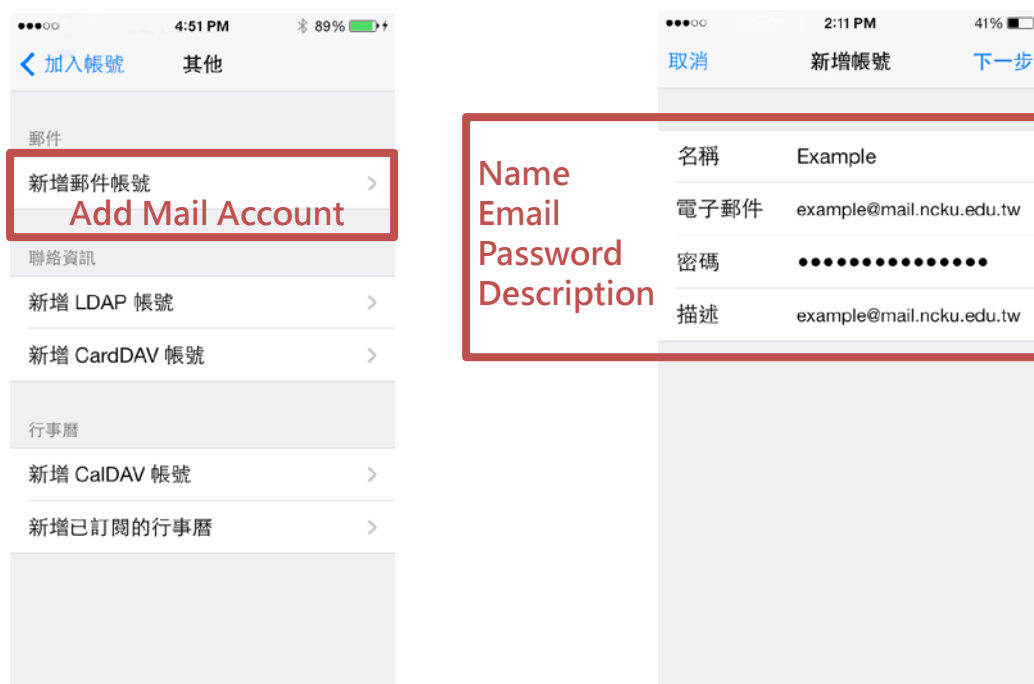 4:51 PM 89%
加入帳號 其他
郵件
新增郵件帳號
Add Mail Account
聯絡資訊
新增 LDAP 帳號
新增 CardDAV 帳號
行事曆
新增 CalDAV 帳號
新增已訂閱的行事曆
2:11 PM 41%
取消 新增帳號 下一步
Name
Email
Password
Description
名稱 Example
電子郵件 example@mail.ncku.edu.tw
密碼 ●●●●●●●●●●●●●●●
描述 example@mail.ncku.edu.tw